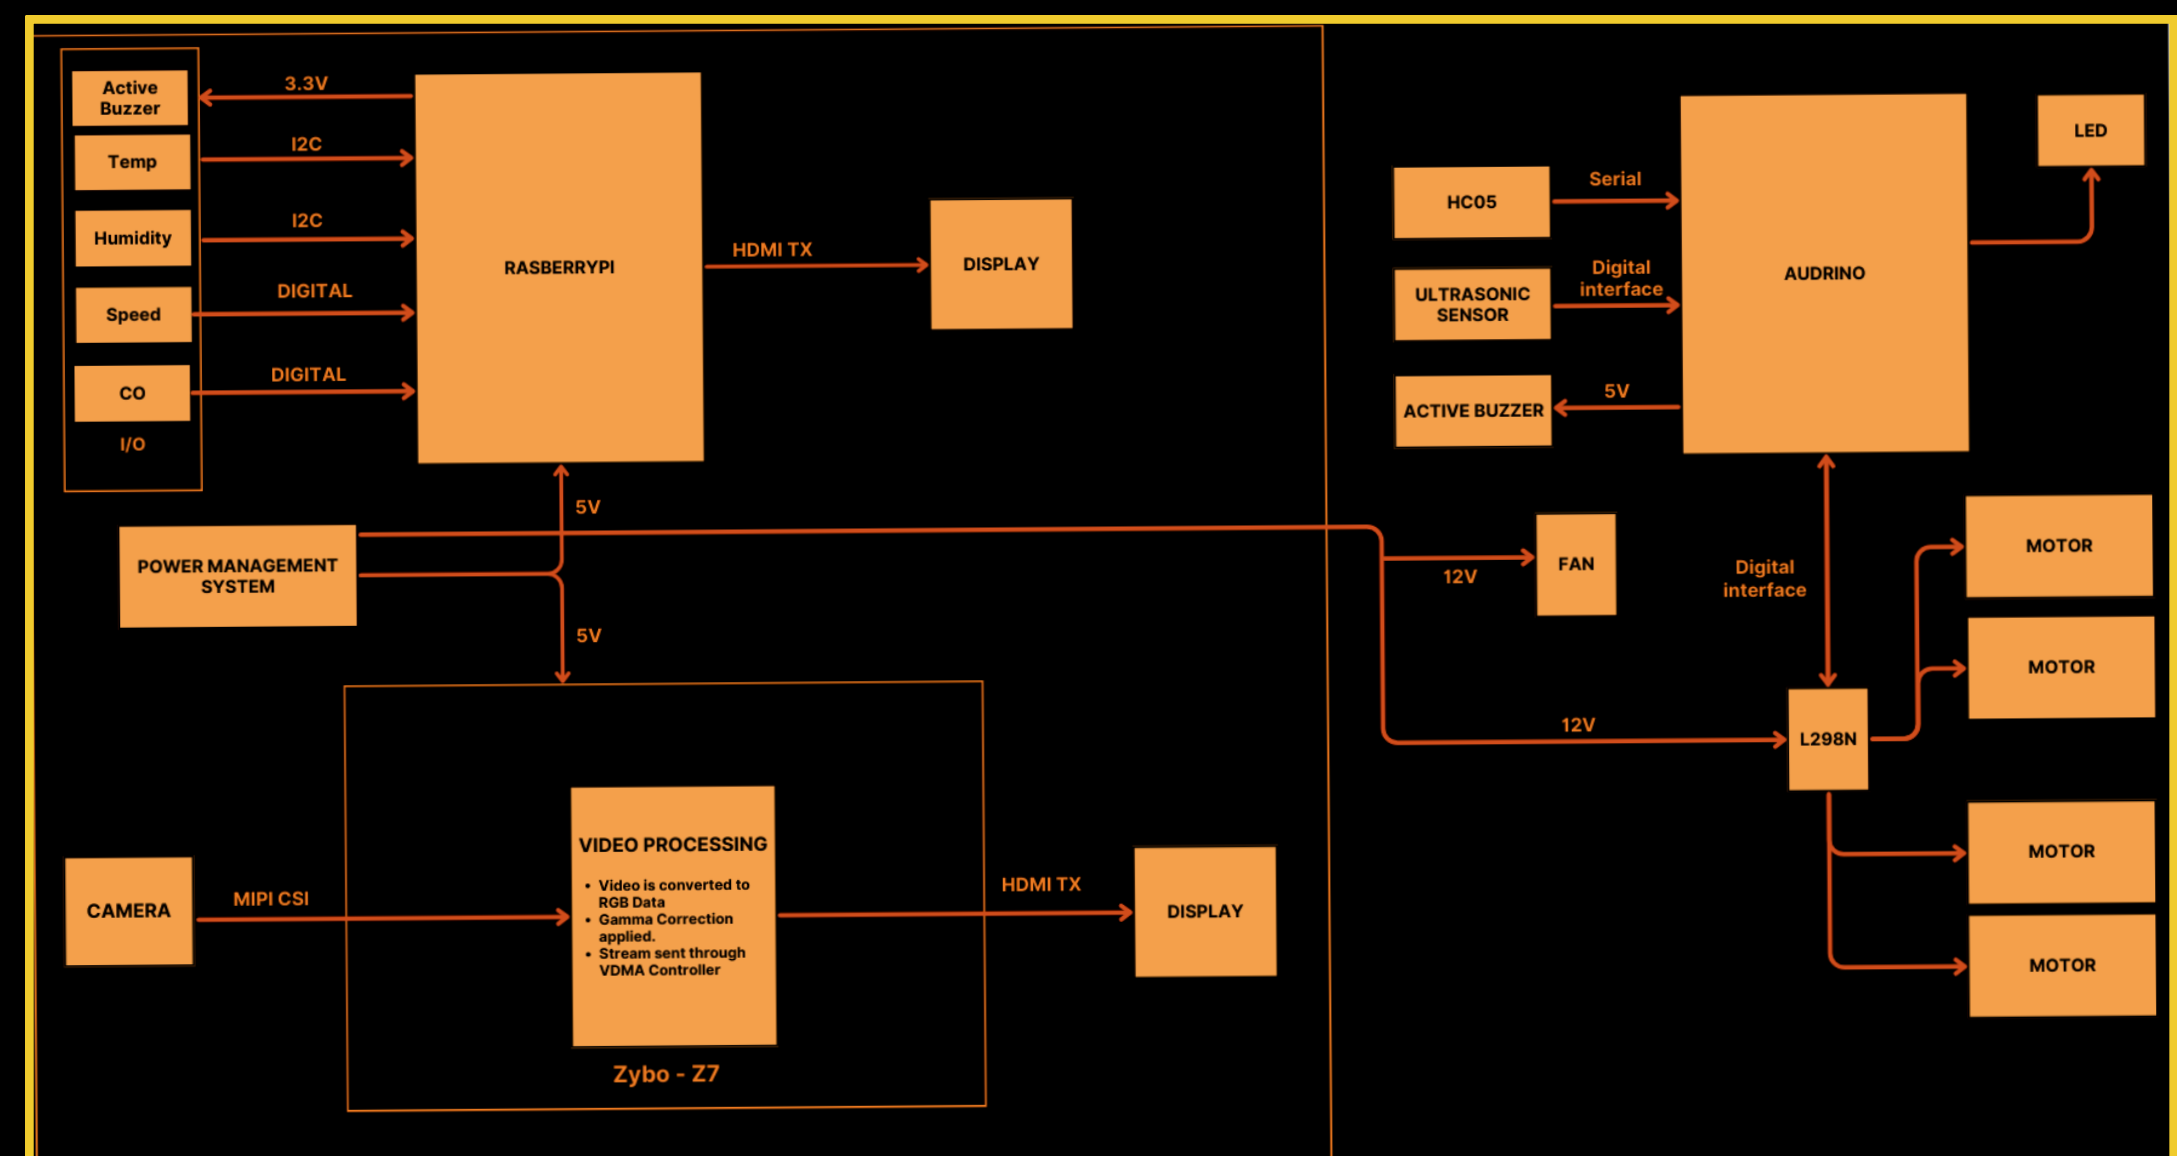 Active
Buzzer
3.3V
Temp
I2C
Humidity
I2C
Speed
DIGITAL
CO
DIGITAL
I/O
RASBERRYPI
HDMI TX
DISPLAY
5V
POWER MANAGEMENT
SYSTEM
5V
CAMERA
MIPI CSI
VIDEO PROCESSING
• Video is converted to
RGB Data
• Gamma Correction
applied.
• Stream sent through
VDMA Controller
Zybo - Z7
HDMI TX
DISPLAY
HC05
Serial
ULTRASONIC
SENSOR
Digital
interface
ACTIVE BUZZER
5V
AUDRINO
LED
FAN
12V
Digital
interface
12V
L298N
MOTOR
MOTOR
MOTOR
MOTOR